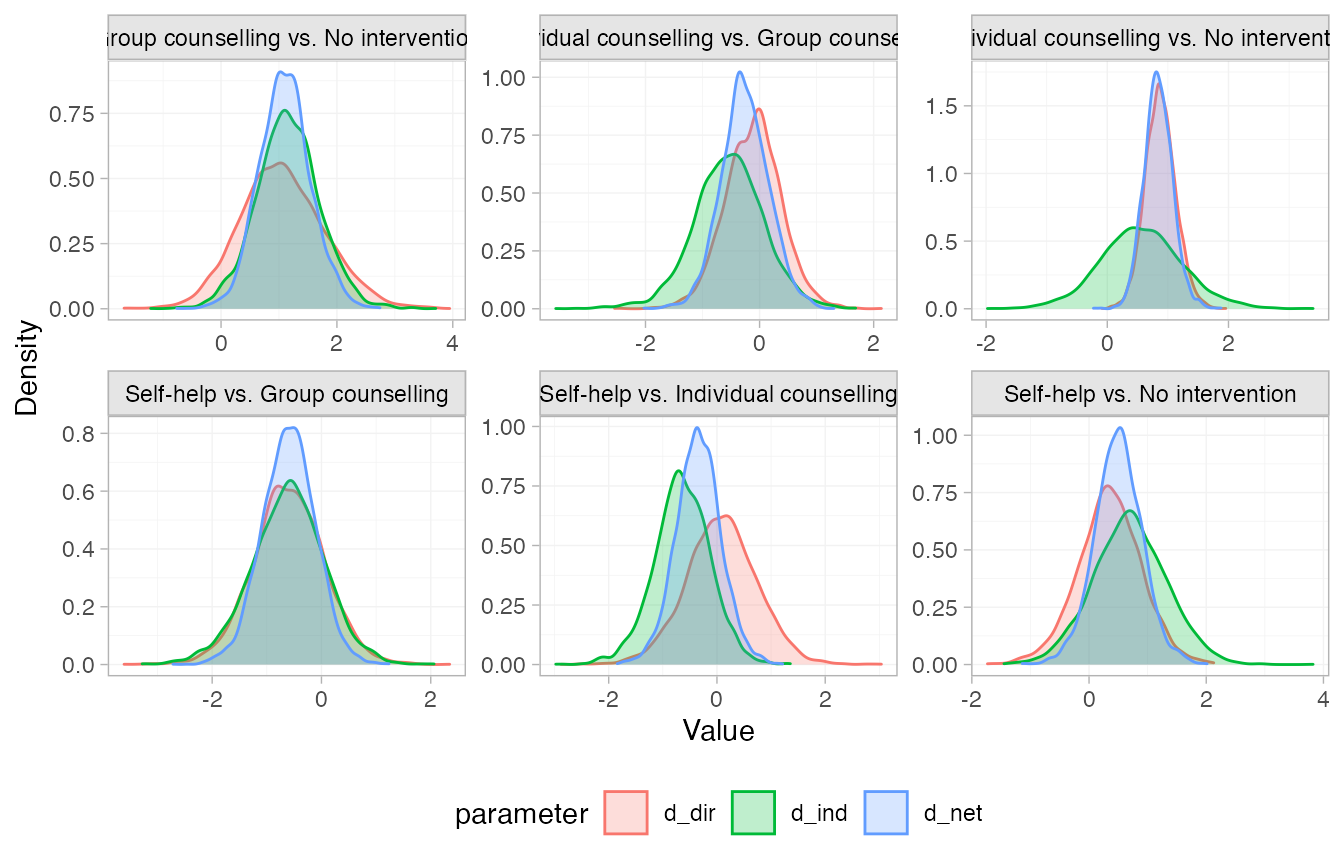 Group counselling vs. No intervention
vidual counselling vs. Group counse
ividual counselling vs. No intervent
0.75
0.50
0.25
0.00
0 2 4
1.00
0.75
0.50
0.25
0.00
-2 0 2
1.5
1.0
0.5
0.0
-2 0 2
Density
Self-help vs. Group counselling
Self-help vs. Individual counselling
Self-help vs. No intervention
0.8
0.6
0.4
0.2
0.0
-2 0 2
1.00
0.75
0.50
0.25
0.00
-2 0 2
1.00
0.75
0.50
0.25
0.00
-2 0 2 4
Value
parameter d_dir d_ind d_net